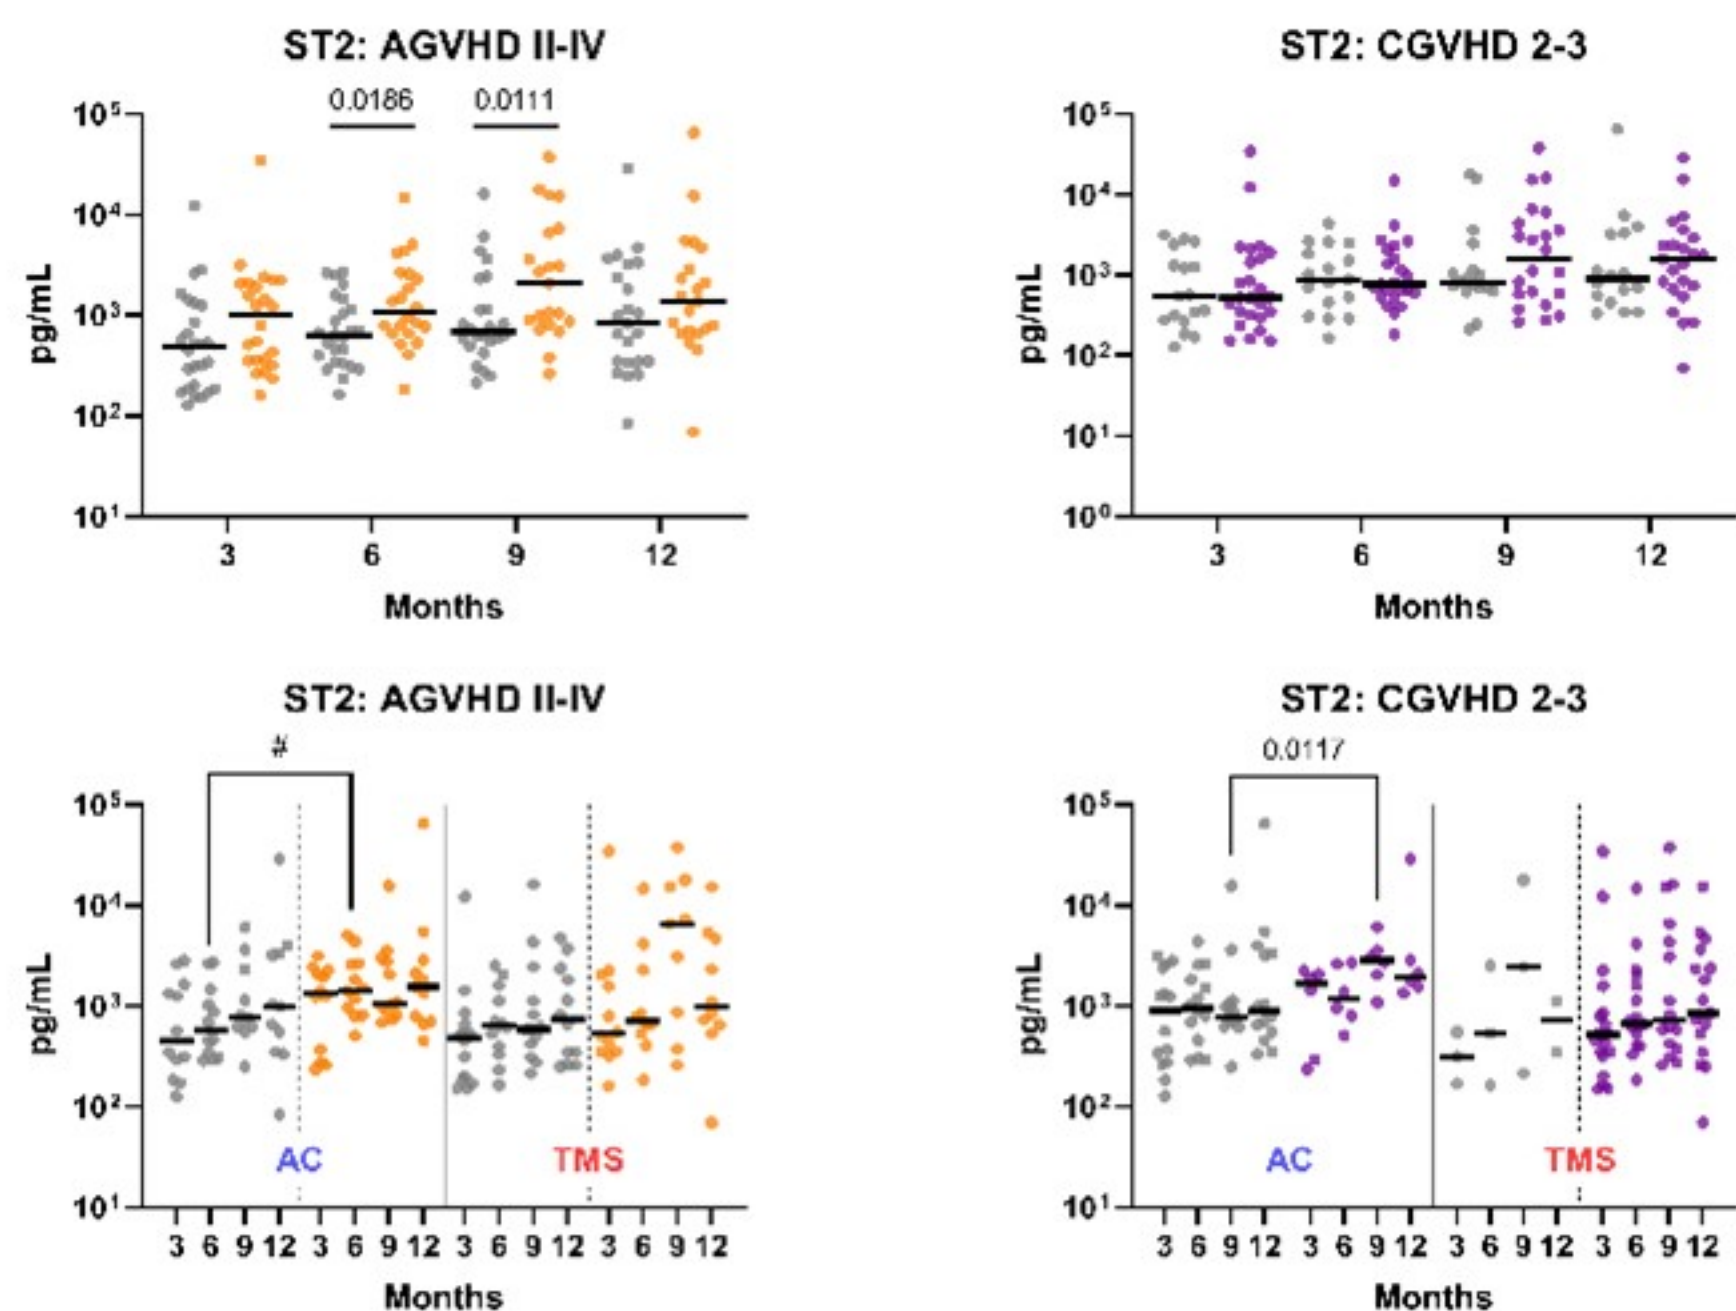 ST2: AGVHD II-IV
0.0186 0.0111
10⁵
10⁴
10³
10²
10¹
pg/mL
3 6 9 12
Months
ST2: CGVHD 2-3
10⁵
10⁴
10³
10²
10¹
10⁰
pg/mL
3 6 9 12
Months
ST2: AGVHD II-IV
#
10⁵
10⁴
10³
10²
10¹
pg/mL
AC TMS
3 6 9 12 3 6 9 12 3 6 9 12 3 6 9 12
Months
ST2: CGVHD 2-3
0.0117
10⁵
10⁴
10³
10²
10¹
pg/mL
AC TMS
3 6 9 12 3 6 9 12 3 6 9 12 3 6 9 12
Months